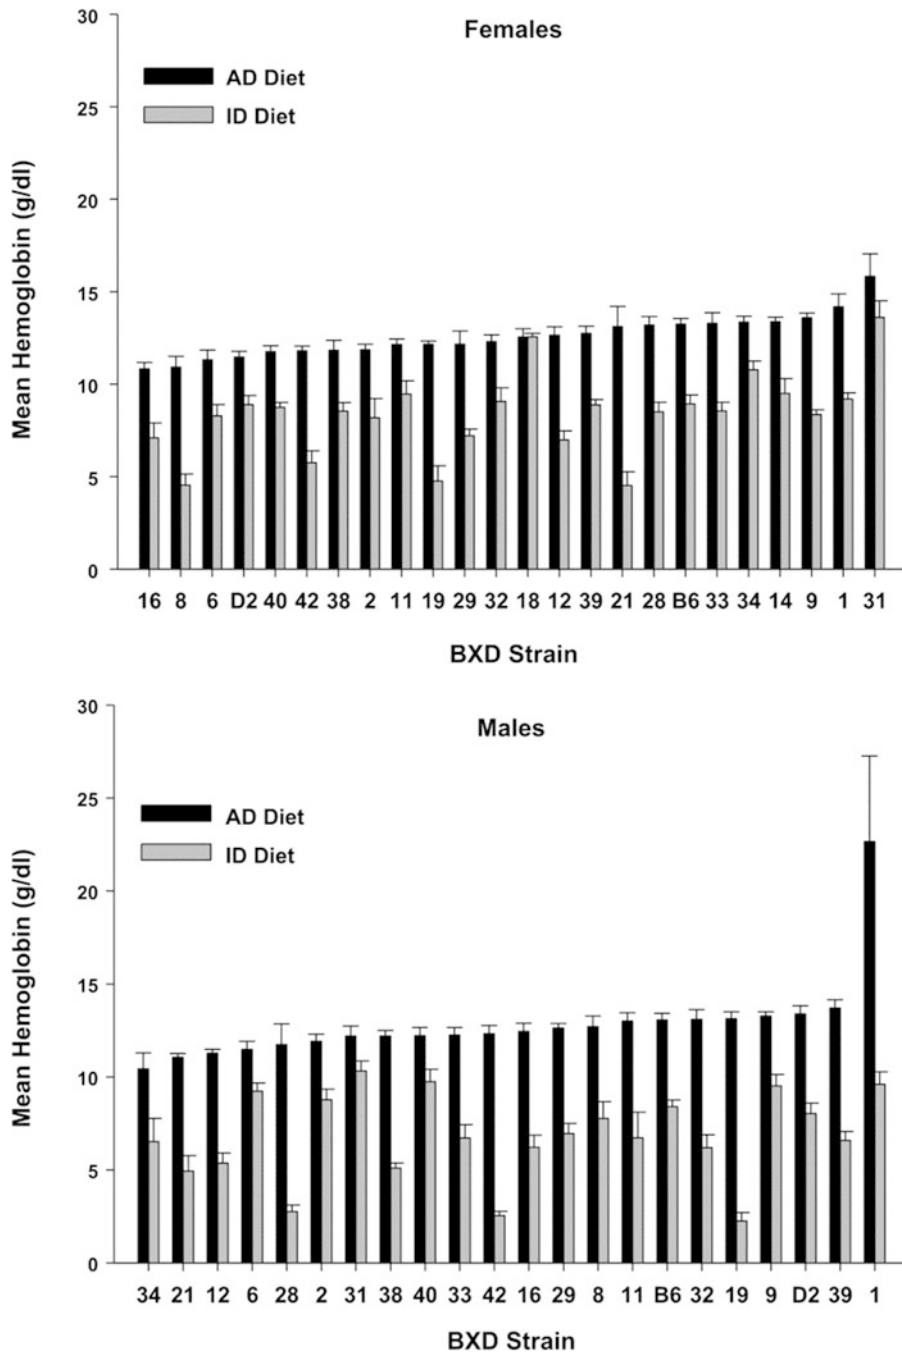 Females
AD Diet
ID Diet
Mean Hemoglobin (g/dl)
30
25
20
15
10
5
0
16 8 6 D2 40 42 38 2 11 19 29 32 18 12 39 21 28 B6 33 34 14 9 1 31
BXD Strain
Males
AD Diet
ID Diet
Mean Hemoglobin (g/dl)
30
25
20
15
10
5
0
34 21 12 6 28 2 31 38 40 33 42 16 29 8 11 B6 32 19 9 D2 39 1
BXD Strain